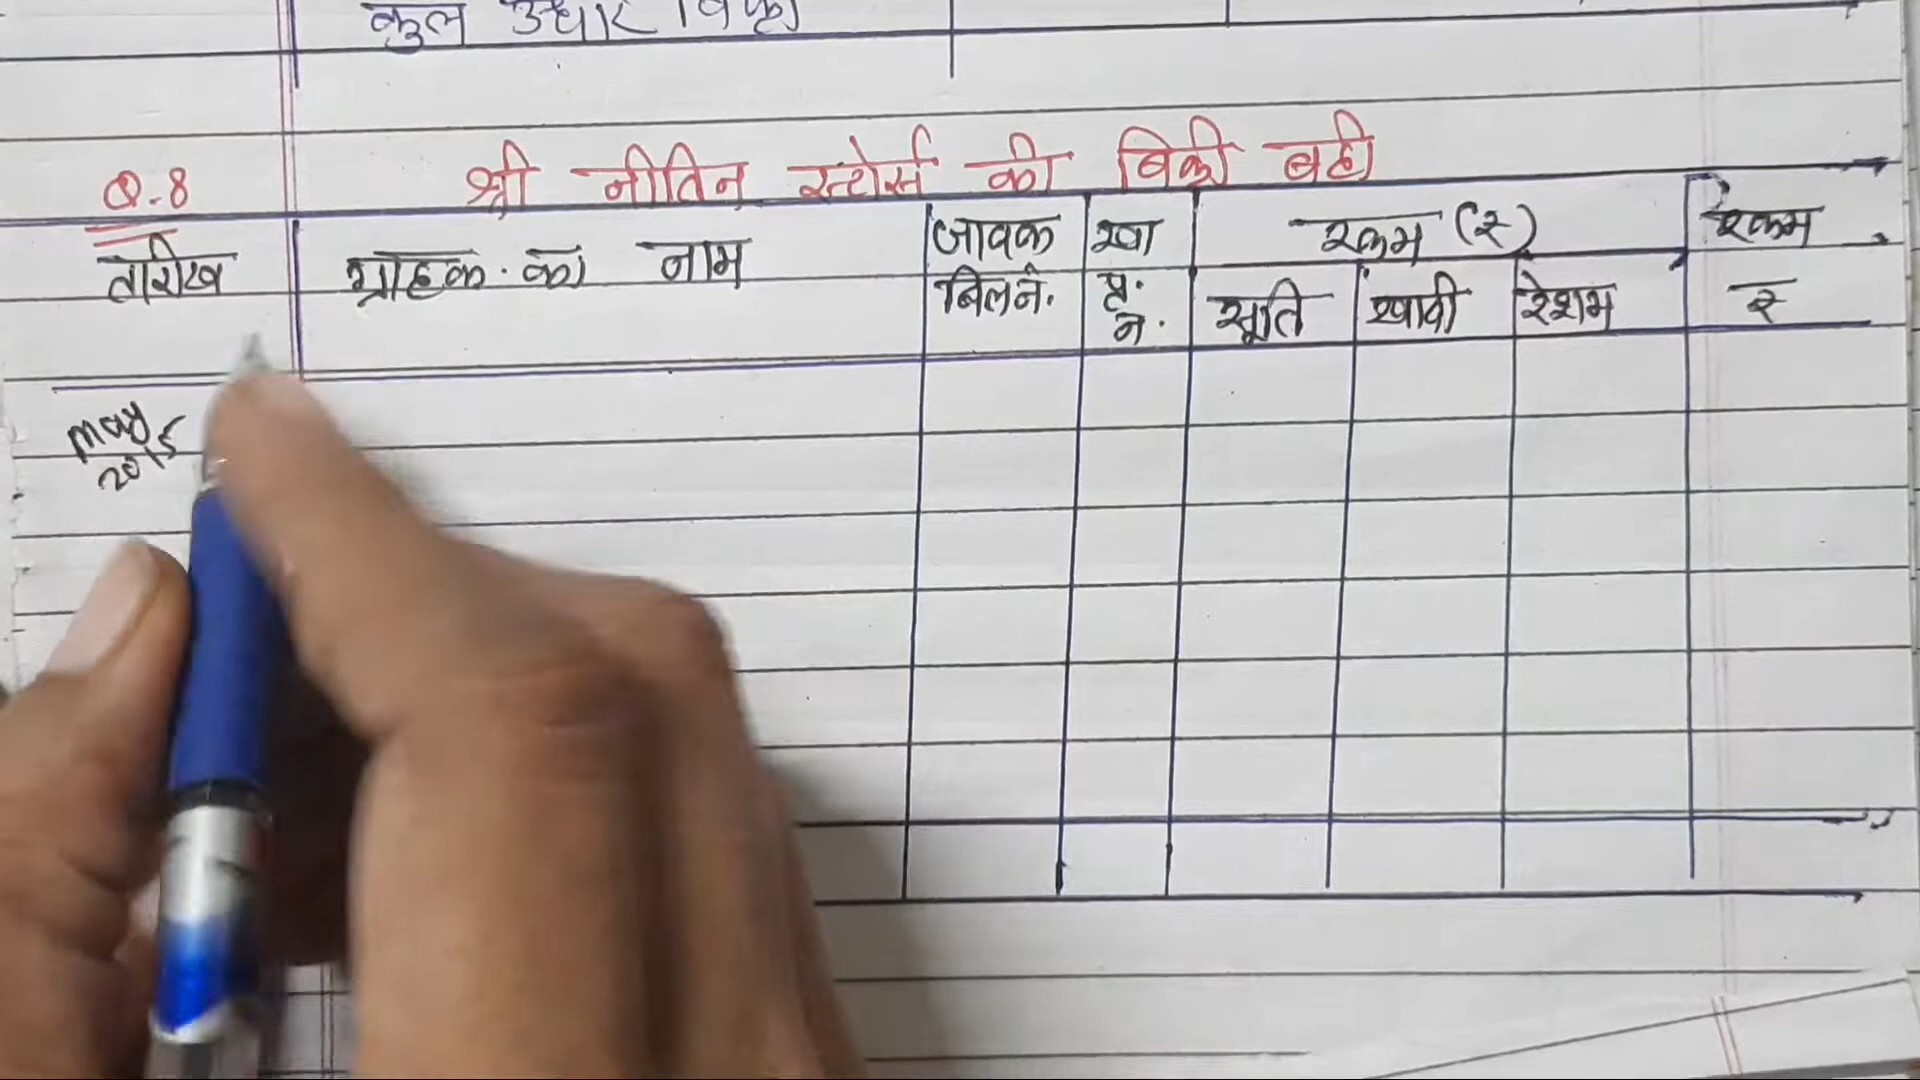 कुल उधार विक्री
Q.8 श्री नीतिन स्टोर्स की बिक्री बही
तारीख ग्राहक का नाम जावक बिल नं. खा पृ. नं. रकम (रु) रकम रु
सूति खादी रेशम
may 2015